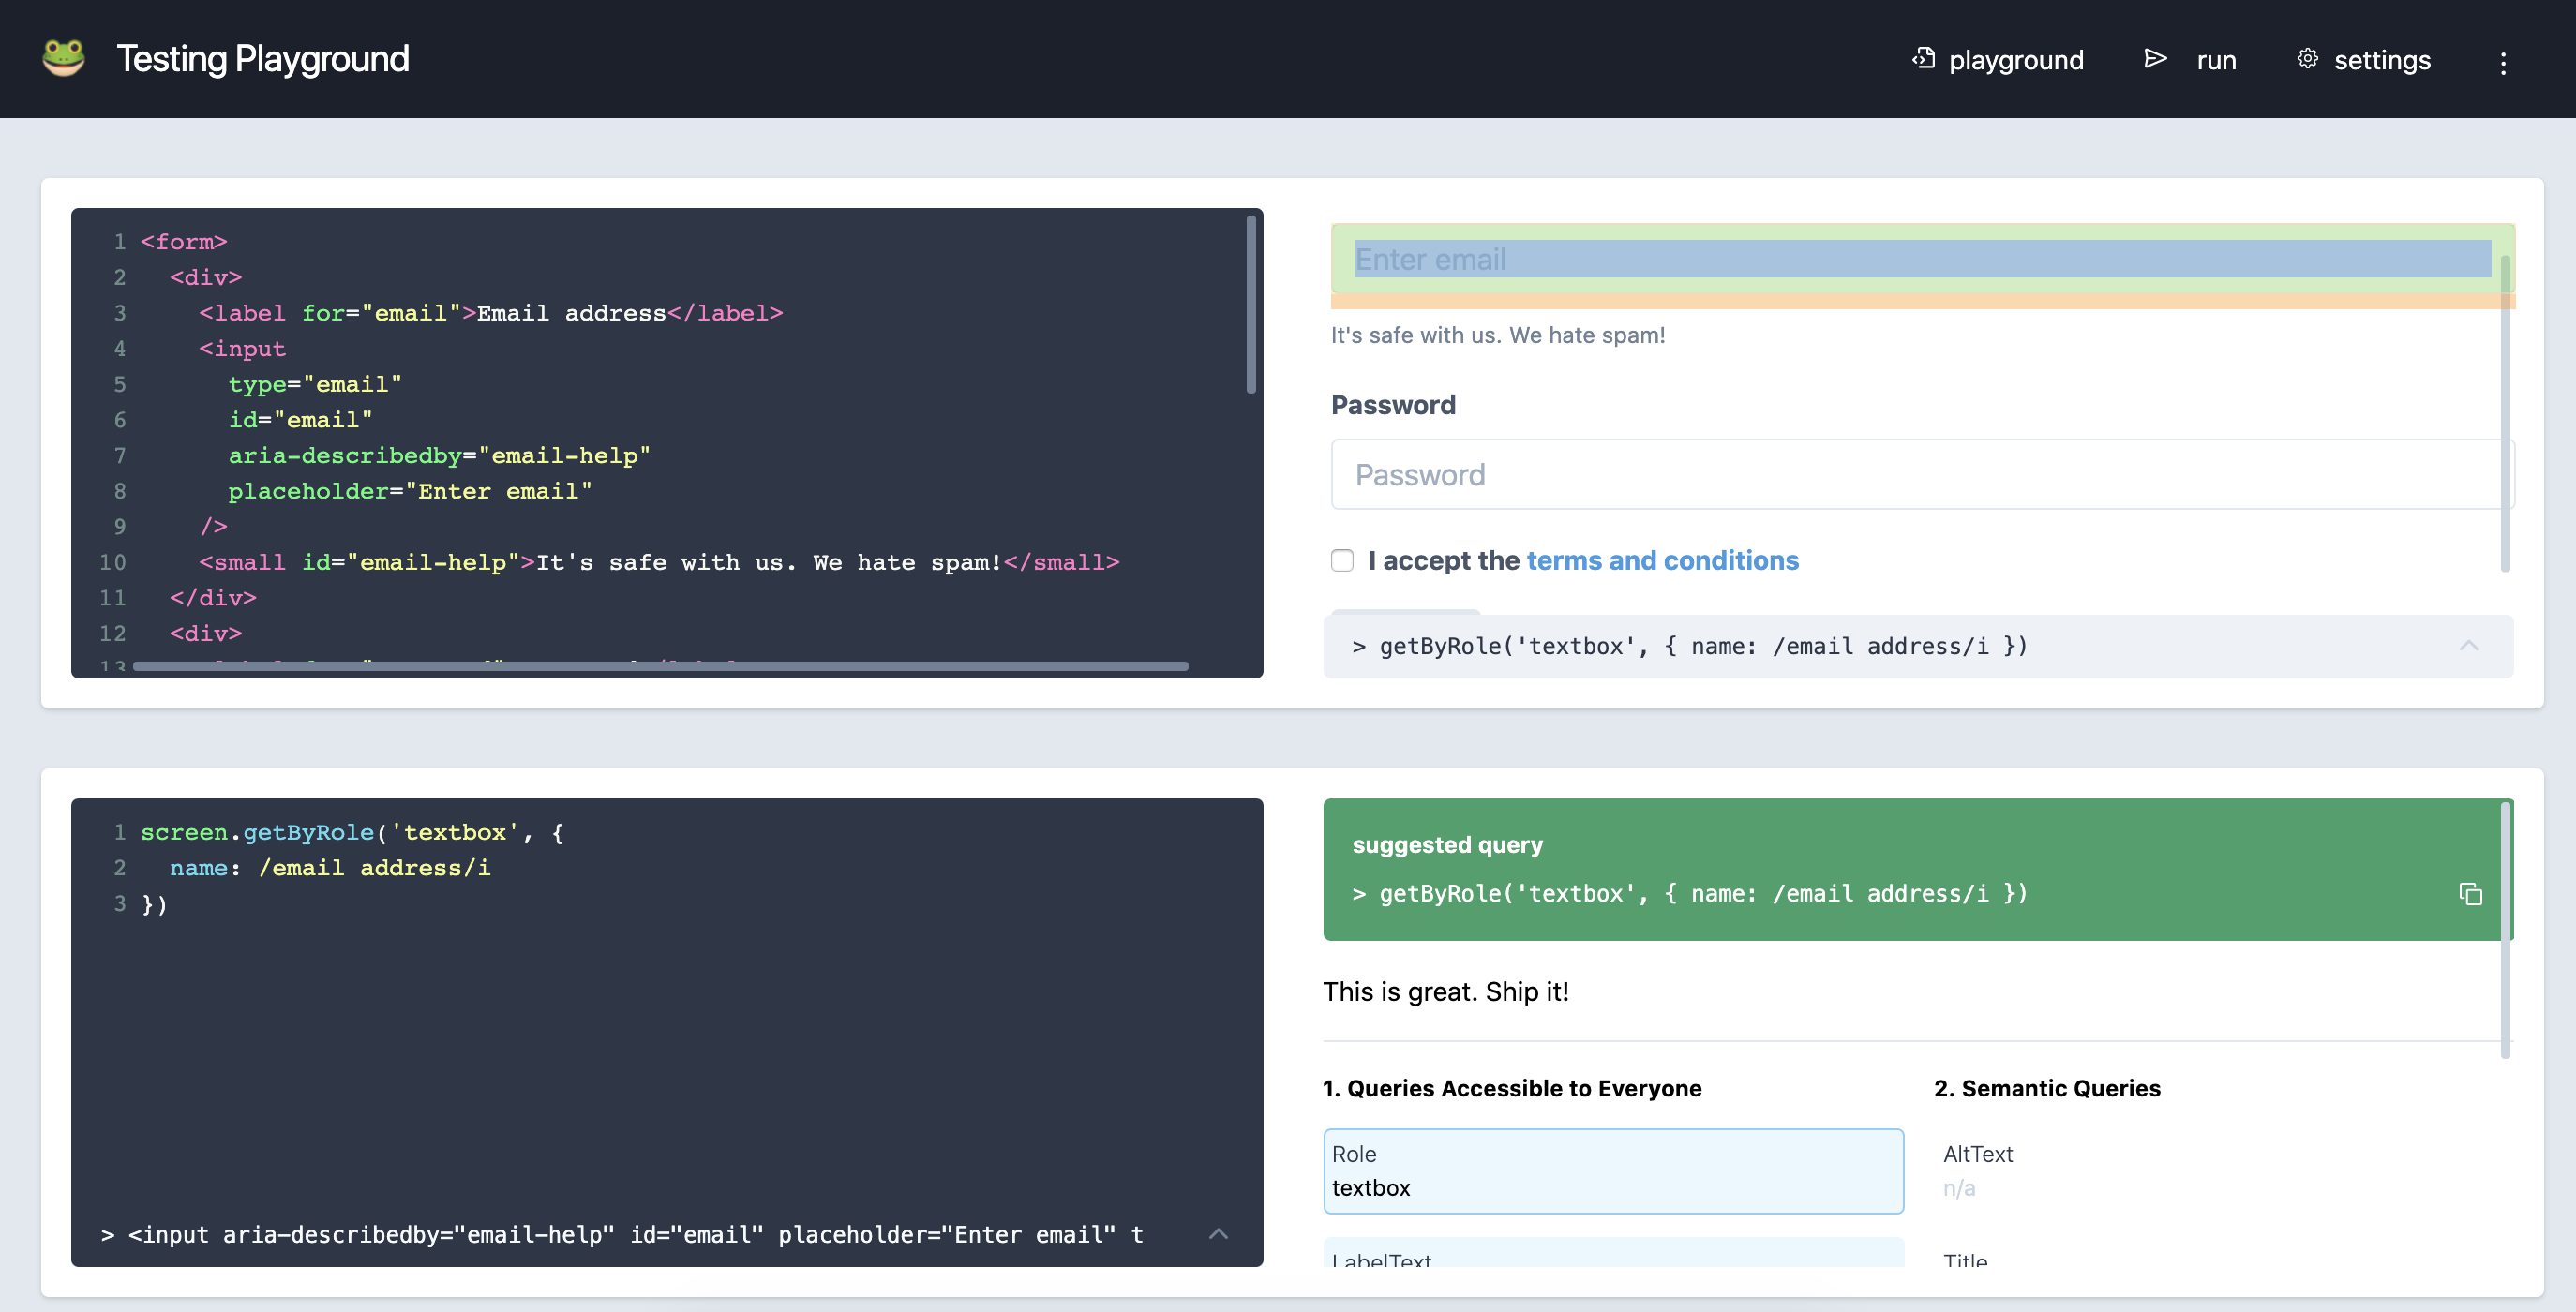 Testing Playground
playground
run
settings
1 <form>
2 <div>
3 <label for="email">Email address</label>
4 <input
5 type="email"
6 id="email"
7 aria-describedby="email-help"
8 placeholder="Enter email"
9 />
10 <small id="email-help">It's safe with us. We hate spam!</small>
11 </div>
12 <div>
13
Enter email
It's safe with us. We hate spam!
Password
Password
I accept the terms and conditions
> getByRole('textbox', { name: /email address/i })
1 screen.getByRole('textbox', {
2 name: /email address/i
3 })
> <input aria-describedby="email-help" id="email" placeholder="Enter email" t
suggested query
> getByRole('textbox', { name: /email address/i })
This is great. Ship it!
1. Queries Accessible to Everyone
Role
textbox
LabelText
2. Semantic Queries
AltText
n/a
Title